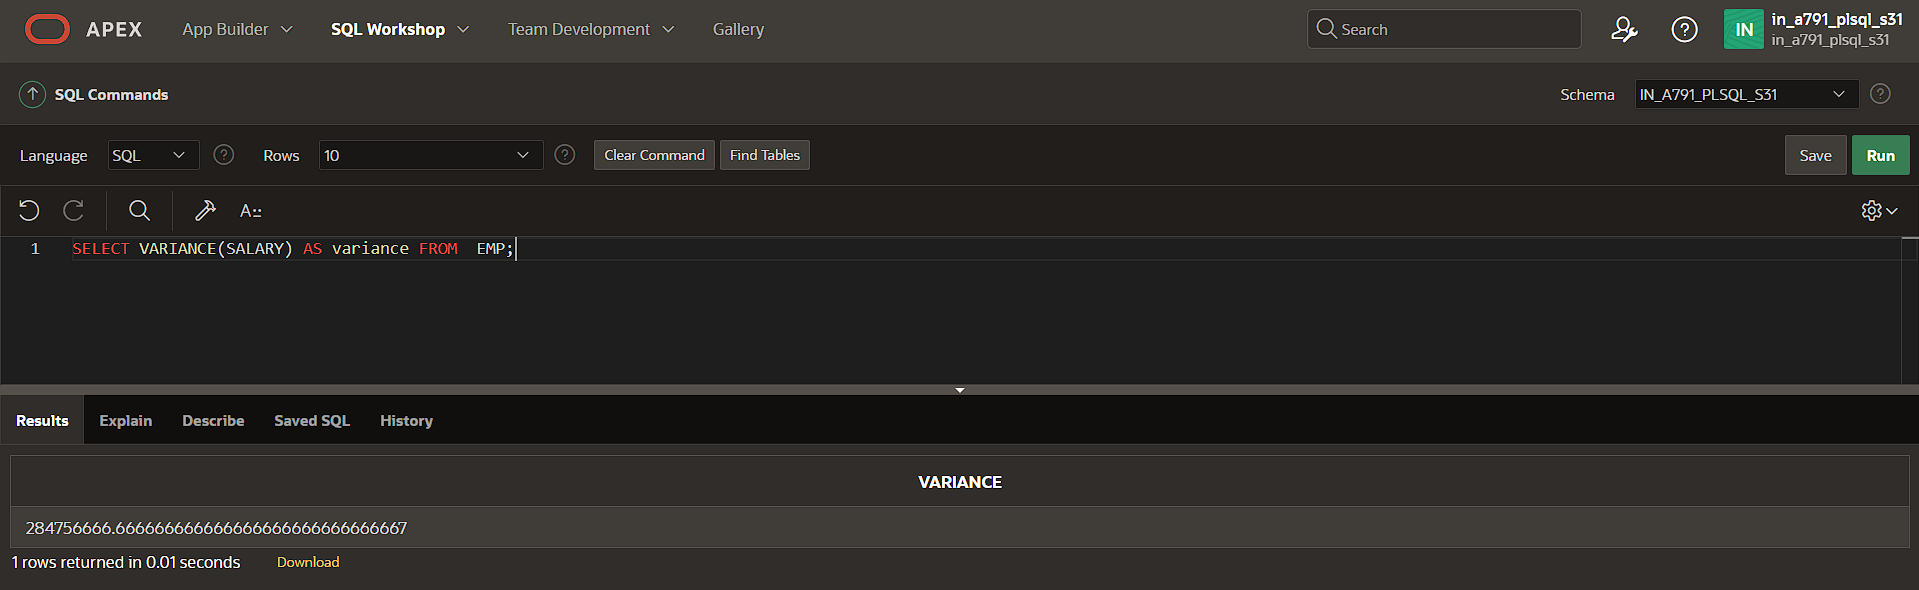 APEX App Builder SQL Workshop Team Development Gallery Search IN in_a791_plsql_s31
in_a791_plsql_s31
SQL Commands Schema IN_A791_PLSQL_S31
Language SQL Rows 10 Clear Command Find Tables Save Run
A::
1 SELECT VARIANCE(SALARY) AS variance FROM  EMP;
Results Explain Describe Saved SQL History
VARIANCE
284756666.666666666666666666666666666667
1 rows returned in 0.01 seconds Download